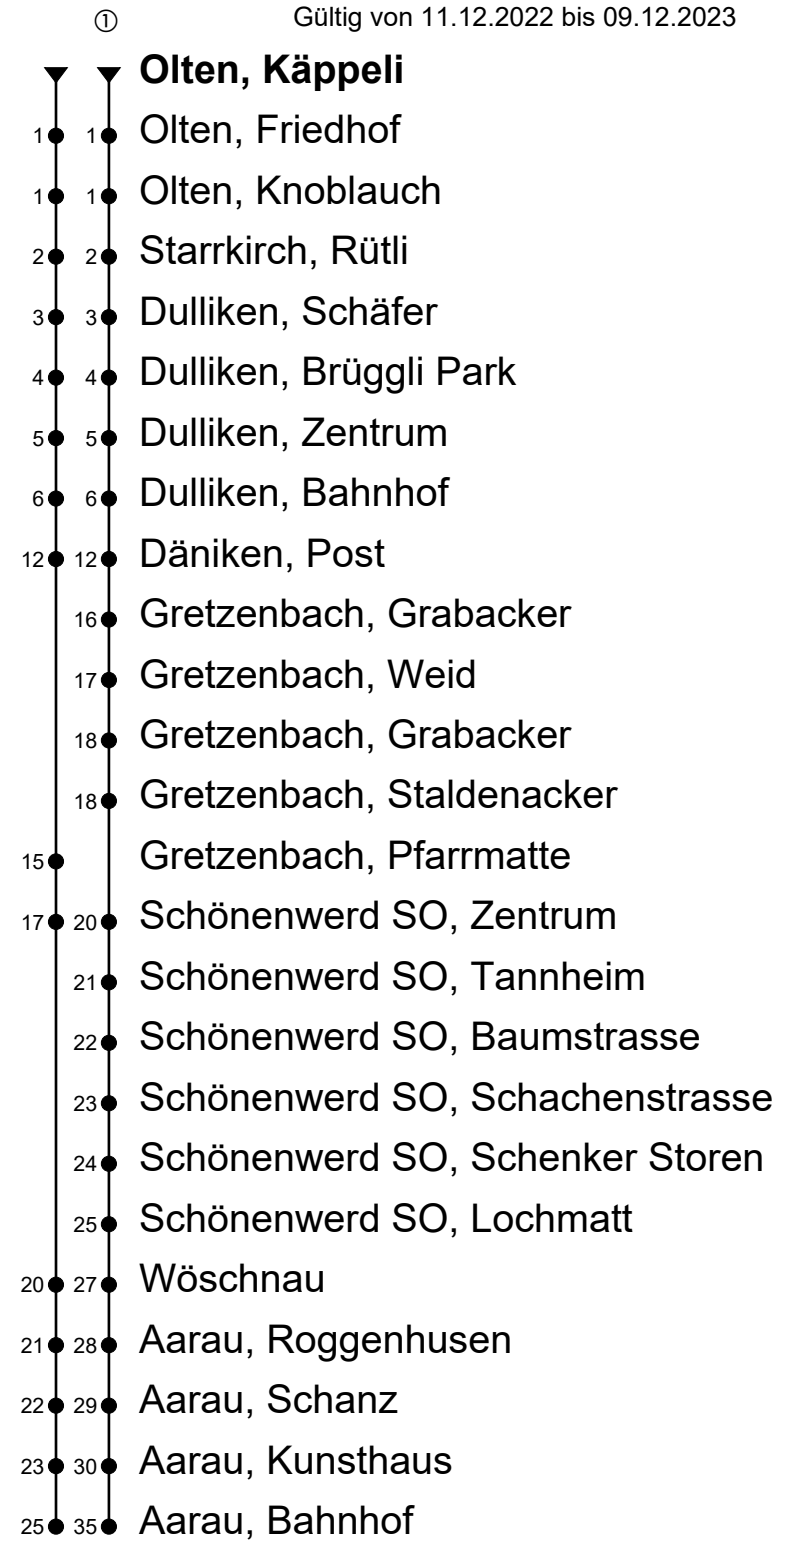 ① Gültig von 11.12.2022 bis 09.12.2023
Olten, Käppeli
1 1 Olten, Friedhof
1 1 Olten, Knoblauch
2 2 Starrkirch, Rütli
3 3 Dulliken, Schäfer
4 4 Dulliken, Brüggli Park
5 5 Dulliken, Zentrum
6 6 Dulliken, Bahnhof
12 12 Däniken, Post
16 Gretzenbach, Grabacker
17 Gretzenbach, Weid
18 Gretzenbach, Grabacker
18 Gretzenbach, Staldenacker
15 Gretzenbach, Pfarrmatte
17 20 Schönenwerd SO, Zentrum
21 Schönenwerd SO, Tannheim
22 Schönenwerd SO, Baumstrasse
23 Schönenwerd SO, Schachenstrasse
24 Schönenwerd SO, Schenker Storen
25 Schönenwerd SO, Lochmatt
20 27 Wöschnau
21 28 Aarau, Roggenhusen
22 29 Aarau, Schanz
23 30 Aarau, Kunsthaus
25 35 Aarau, Bahnhof